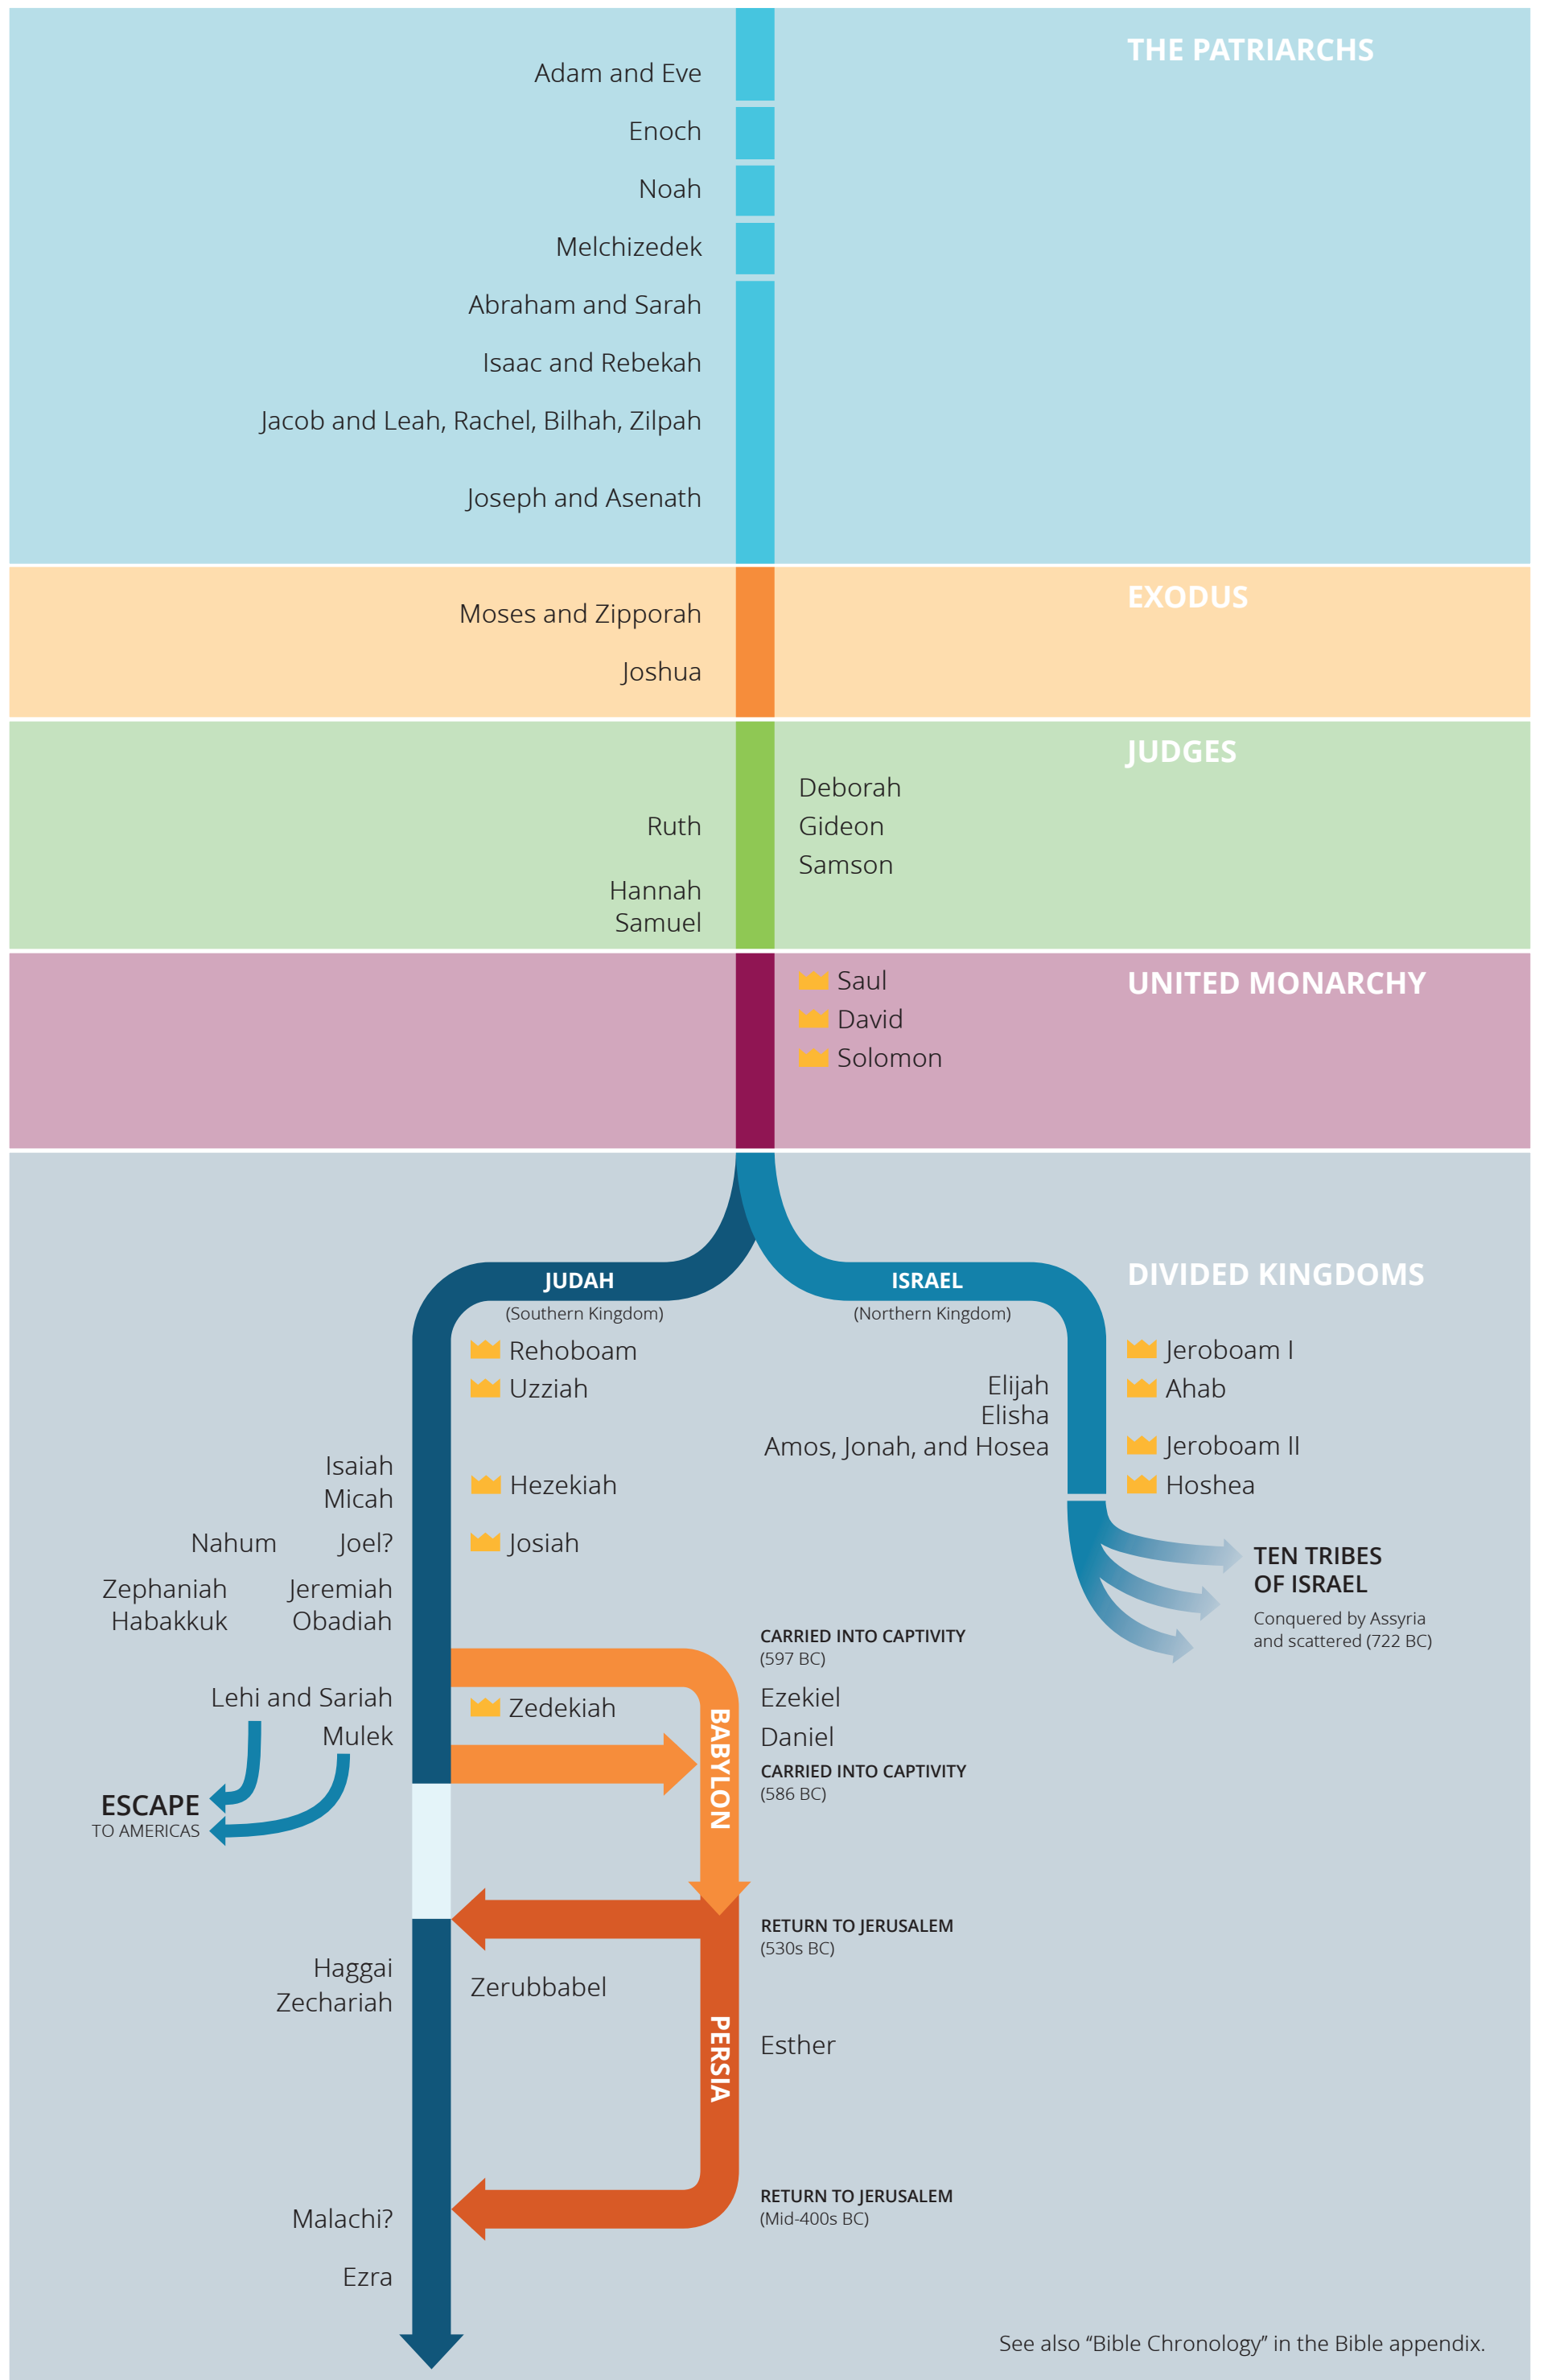 THE PATRIARCHS
Adam and Eve
Enoch
Noah
Melchizedek
Abraham and Sarah
Isaac and Rebekah
Jacob and Leah, Rachel, Bilhah, Zilpah
Joseph and Asenath
EXODUS
Moses and Zipporah
Joshua
JUDGES
Deborah
Ruth
Gideon
Samson
Hannah
Samuel
UNITED MONARCHY
Saul
David
Solomon
DIVIDED KINGDOMS
JUDAH
(Southern Kingdom)
ISRAEL
(Northern Kingdom)
Rehoboam
Uzziah
Elijah
Elisha
Amos, Jonah, and Hosea
Jeroboam I
Ahab
Jeroboam II
Hoshea
Isaiah
Micah
Hezekiah
Nahum
Joel?
Josiah
TEN TRIBES
OF ISRAEL
Conquered by Assyria
and scattered (722 BC)
Zephaniah
Habakkuk
Jeremiah
Obadiah
CARRIED INTO CAPTIVITY
(597 BC)
Lehi and Sariah
Mulek
Zedekiah
BABYLON
Ezekiel
Daniel
CARRIED INTO CAPTIVITY
(586 BC)
ESCAPE
TO AMERICAS
RETURN TO JERUSALEM
(530s BC)
Haggai
Zechariah
Zerubbabel
PERSIA
Esther
RETURN TO JERUSALEM
(Mid-400s BC)
Malachi?
Ezra
See also “Bible Chronology” in the Bible appendix.